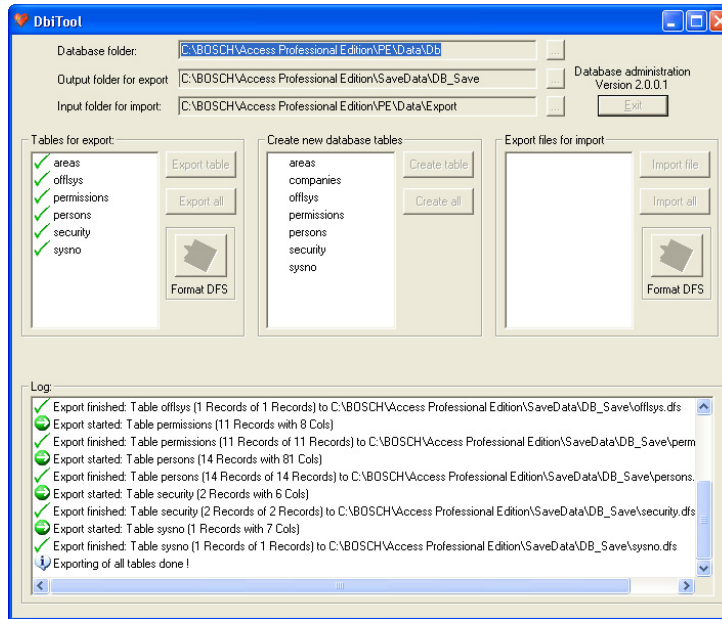 DbiTool
Database folder: C:\BOSCH\Access Professional Edition\PE\Data\Db ...
Output folder for export C:\BOSCH\Access Professional Edition\SaveData\DB_Save ...
Input folder for import: C:\BOSCH\Access Professional Edition\PE\Data\Export ...
Database administration
Version 2.0.0.1
Exit
Tables for export:
areas
offlsys
permissions
persons
security
sysno
Export table
Export all
Format DFS
Create new database tables
areas
companies
offlsys
permissions
persons
security
sysno
Create table
Create all
Export files for import
Import file
Import all
Format DFS
Log:
Export finished: Table offlsys (1 Records of 1 Records) to C:\BOSCH\Access Professional Edition\SaveData\DB_Save\offlsys.dfs
Export started: Table permissions (11 Records with 8 Cols)
Export finished: Table permissions (11 Records of 11 Records) to C:\BOSCH\Access Professional Edition\SaveData\DB_Save\perm
Export started: Table persons (14 Records with 81 Cols)
Export finished: Table persons (14 Records of 14 Records) to C:\BOSCH\Access Professional Edition\SaveData\DB_Save\persons.
Export started: Table security (2 Records with 6 Cols)
Export finished: Table security (2 Records of 2 Records) to C:\BOSCH\Access Professional Edition\SaveData\DB_Save\security.dfs
Export started: Table sysno (1 Records with 7 Cols)
Export finished: Table sysno (1 Records of 1 Records) to C:\BOSCH\Access Professional Edition\SaveData\DB_Save\sysno.dfs
Exporting of all tables done !